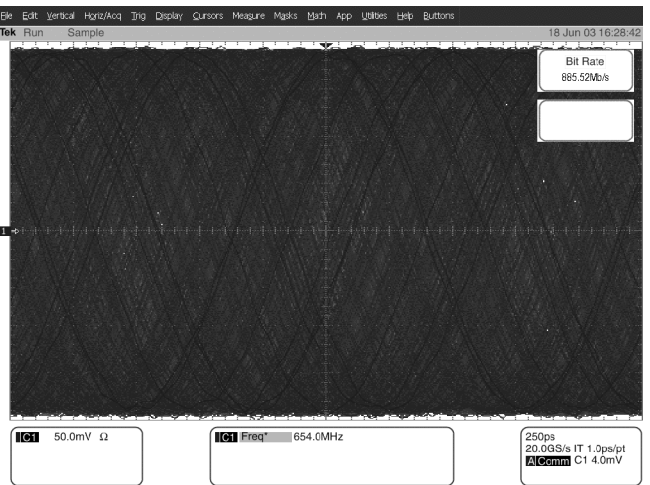 File Edit Vertical Horiz/Acq Trig Display Cursors Measure Masks Math App Utilities Help Buttons
Tek Run Sample 18 Jun 03 16:28:42
Bit Rate
885.52Mb/s
1
C1 50.0mV Ω
C1 Freq* 654.0MHz
250ps
20.0GS/s IT 1.0ps/pt
A Comm C1 4.0mV